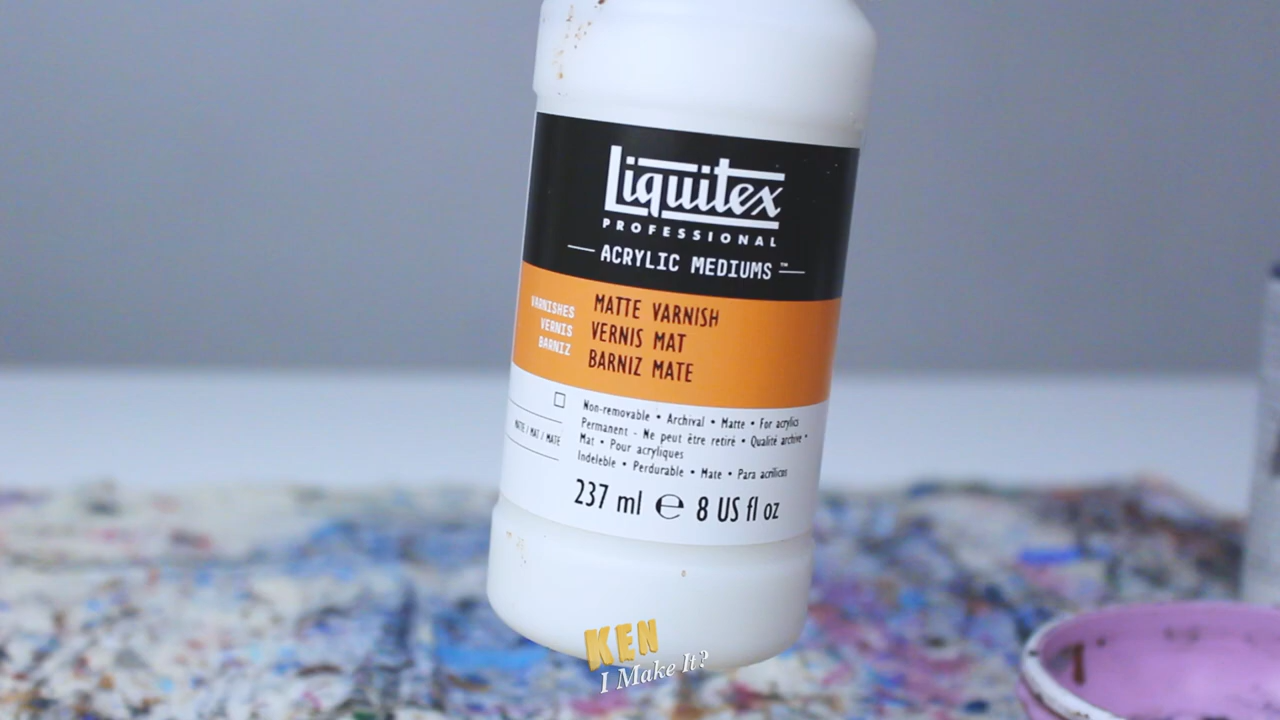 Liquitex
PROFESSIONAL
ACRYLIC MEDIUMS™
VARNISHES
VERNIS
BARNIZ
MATTE VARNISH
VERNIS MAT
BARNIZ MATE
MATTE / MAT / MATE
Non-removable • Archival • Matte • For acrylics
Permanent - Ne peut être retiré • Qualité archive •
Mat • Pour acryliques
Indeleble • Perdurable • Mate • Para acrilicos
237 ml ℮ 8 US fl oz
KEN
I Make It?